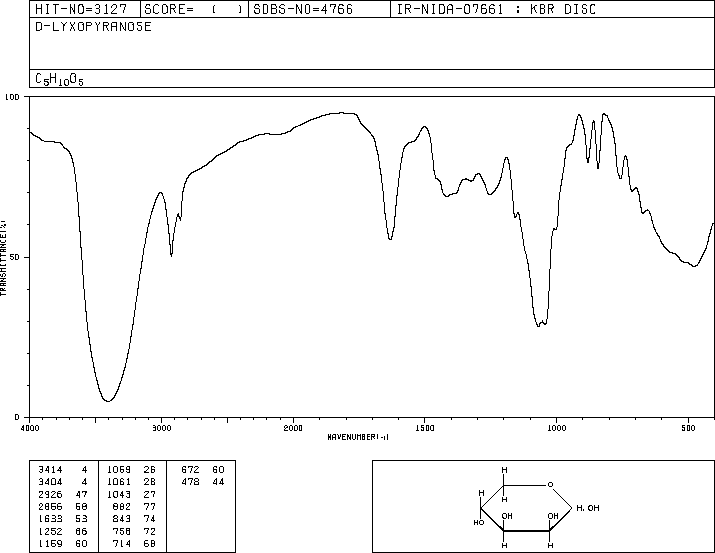 HIT-NO=3127 SCORE= ( ) SDBS-NO=4766 IR-NIDA-07661 : KBR DISC
D-LYXOPYRANOSE
C5H10O5
100
50
0
TRANSMITTANCE(%)
4000 3000 2000 1500 1000 500
WAVENUMBER(-1)
3414 4 1069 26 672 60
3404 4 1061 28 478 44
2926 47 1043 27
2866 60 882 77
1633 53 843 74
1252 66 758 72
1159 60 714 68
H
H O
H H, OH
HO OH OH
H H H